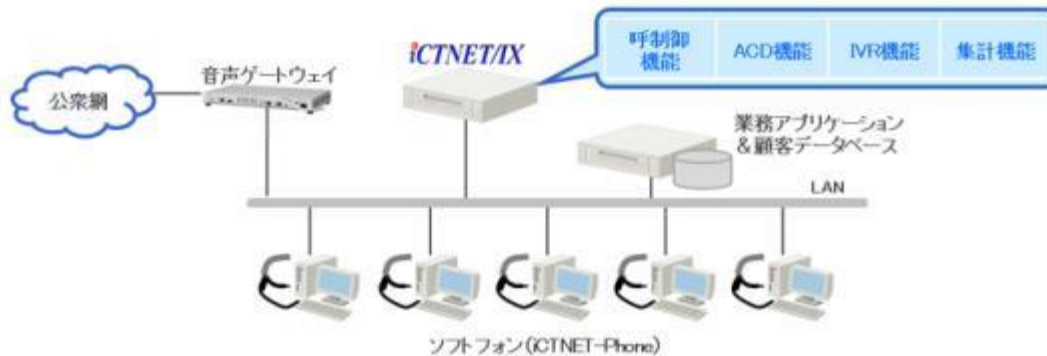 iCTNET/IX
呼制御
機能
ACD機能
IVR機能
集計機能
音声ゲートウェイ
公衆網
業務アプリケーション
&顧客データベース
LAN
ソフトフォン(iCTNET-Phone)